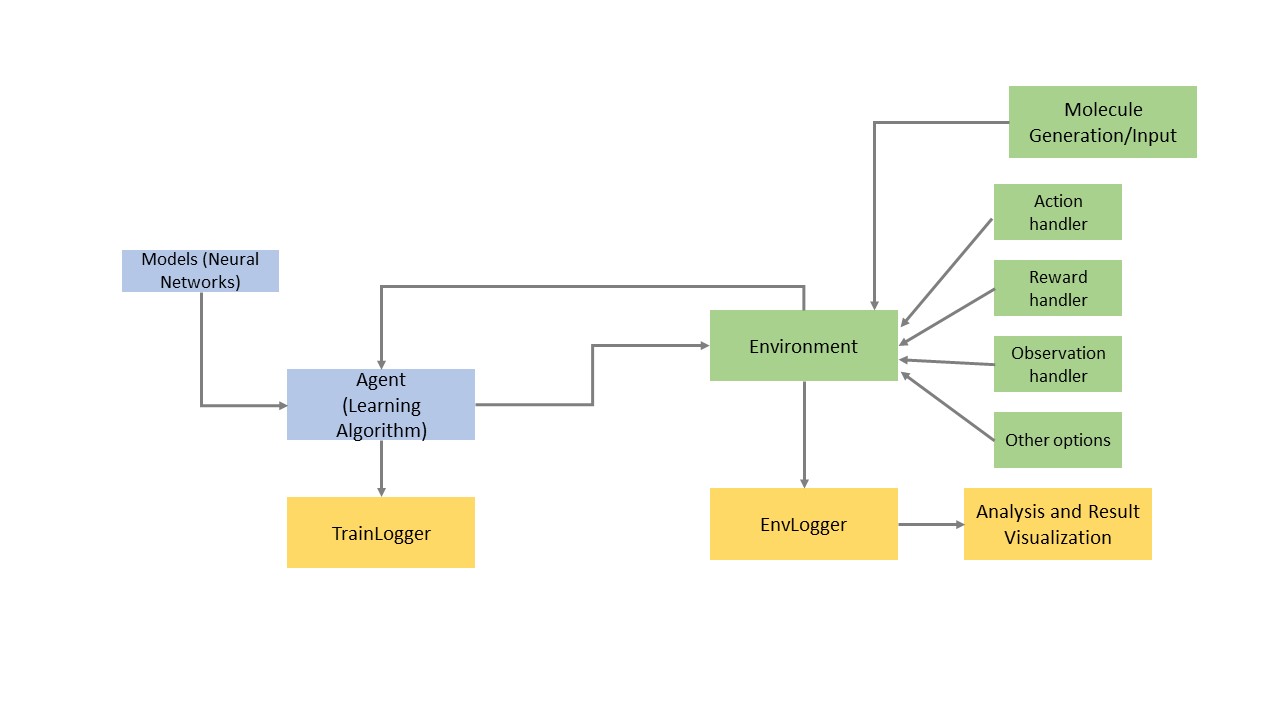 Molecule
Generation/Input
Action
handler
Models (Neural
Networks)
Reward
handler
Environment
Observation
handler
Agent
(Learning
Algorithm)
Other options
TrainLogger
EnvLogger
Analysis and Result
Visualization